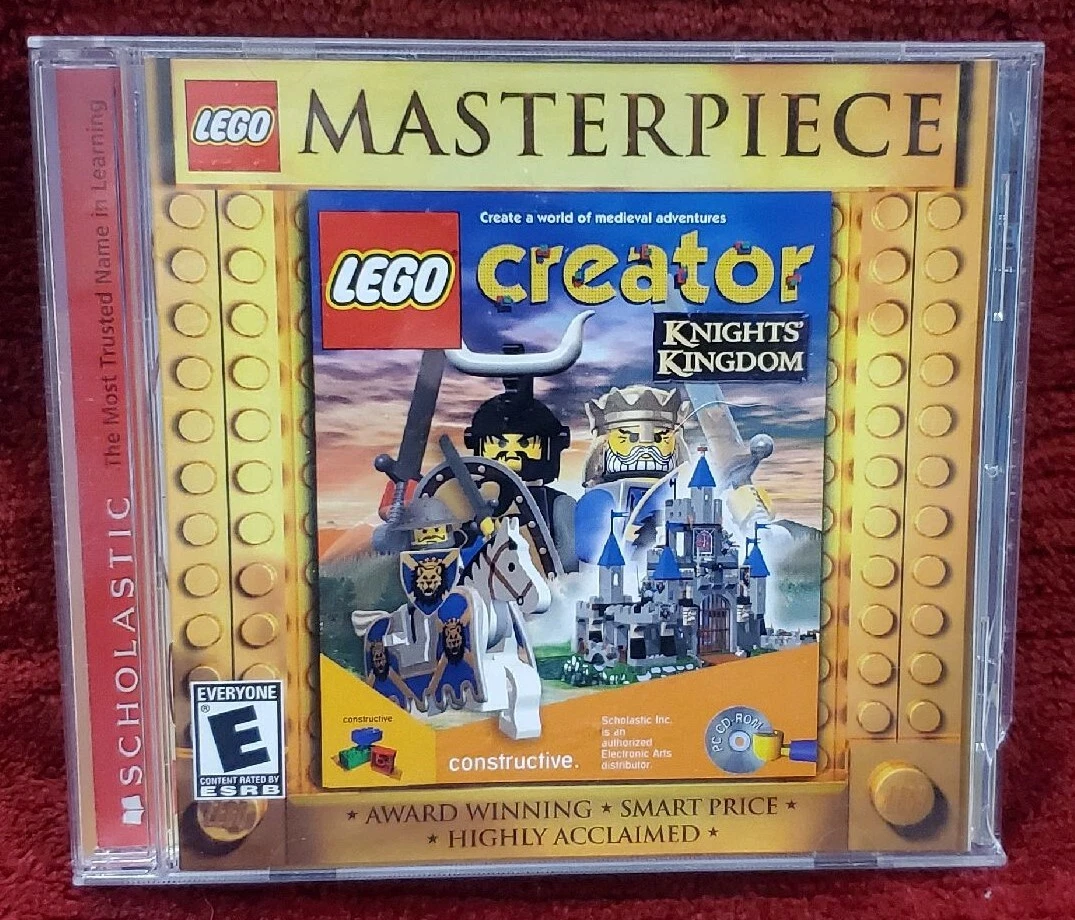 LEGO
MASTERPIECE
SCHOLASTIC The Most Trusted Name in Learning
Create a world of medieval adventures
LEGO
creator
KNIGHTS'
KINGDOM
constructive
constructive.
Scholastic Inc.
is an
authorized
Electronic Arts
distributor.
PC CD-ROM
EVERYONE
E
®
CONTENT RATED BY
ESRB
★ AWARD WINNING ★ SMART PRICE ★
★ HIGHLY ACCLAIMED ★